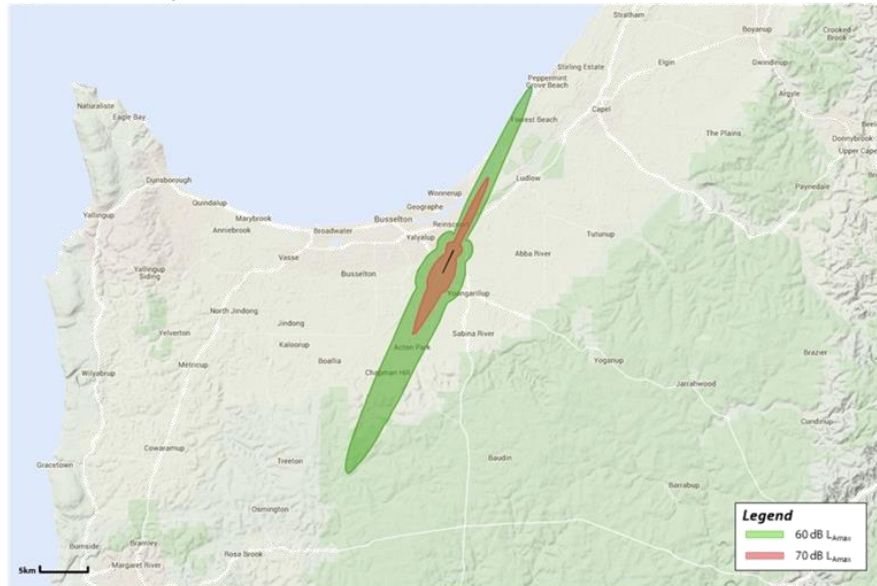 Stratham
Boyanup
Crooked
Brook
Elgin
Gwindinup
Stirling Estate
Peppermint
Grove Beach
Naturaliste
Capel
Argyle
Eagle Bay
Forrest Beach
The Plains
Donnybrook
Upper Cape
Dunsborough
Ludlow
Paynedale
Wonnerup
Quindalup
Geographe
Yallingup
Marybrook
Busselton
Reinscourt
Anniebrook
Broadwater
Yalyalup
Tutunup
Vasse
Abba River
Yallingup
Siding
Busselton
Yoongarillup
North Jindong
Jindong
Sabina River
Yelverton
Kaloorup
Acton Park
Boallia
Yoganup
Brazier
Metricup
Chapman Hill
Wilyabrup
Jarrahwood
Cundinup
Cowaramup
Gracetown
Treeton
Baudin
Barrabup
Osmington
Legend
60 dB LAmax
70 dB LAmax
Burnside
Bramley
Rosa Brook
Margaret River
5km